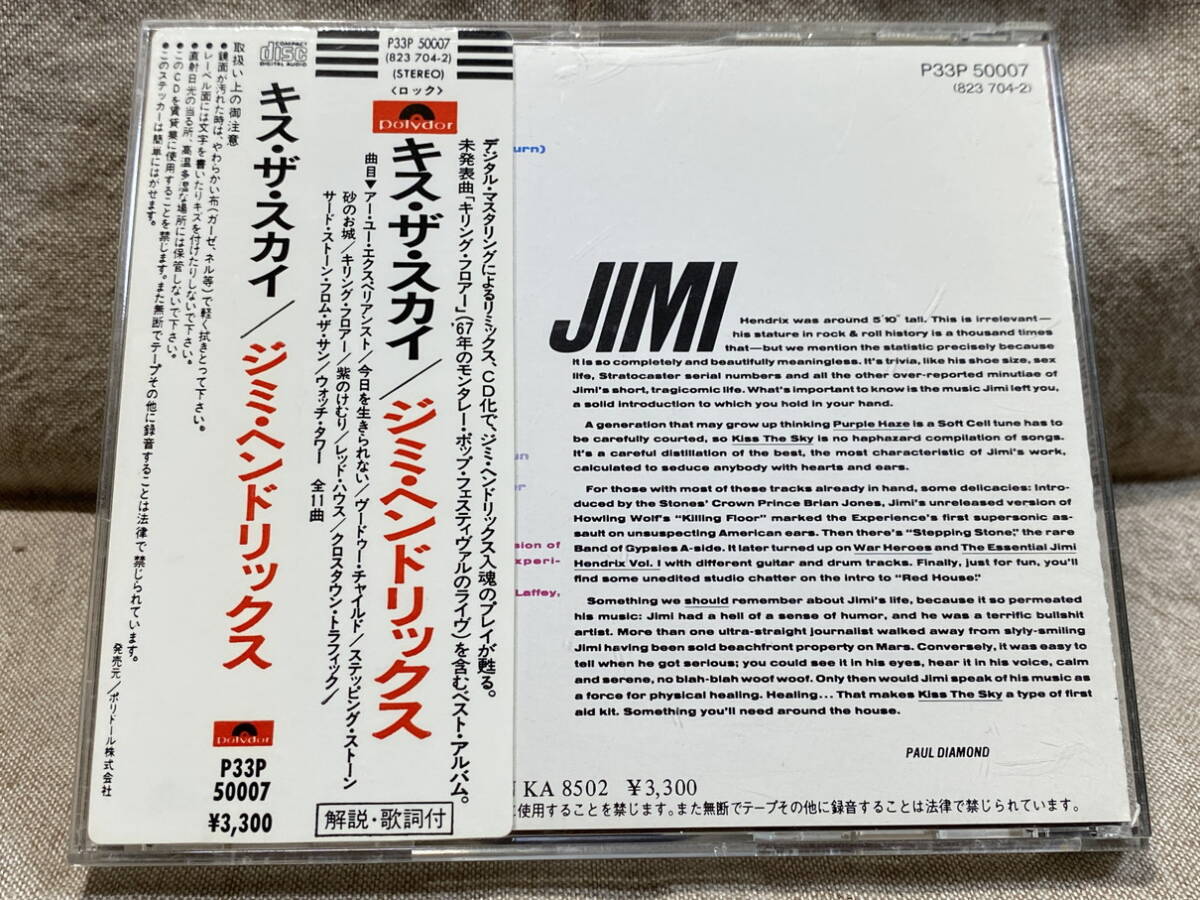 COMPACT
disc
DIGITAL AUDIO
取扱い上の御注意
●鏡面が汚れた時は、やわらかい布(ガーゼ、ネル等)で軽く拭きとって下さい。
●レーベル面には文字を書いたりキズを付けたりしないで下さい。
●直射日光の当る所、高温多湿な場所には保管しないで下さい。
●このCDを賃貸業に使用することを禁じます。また無断でテープその他に録音することは法律で禁じられています。
●このステッカーは簡単にはがせます。
発売元/ポリドール株式会社
キス・ザ・スカイ/ジミ・ヘンドリックス
polydor
P33P
50007
¥3,300
P33P 50007
(823 704-2)
(STEREO)
〈ロック〉
polydor
デジタル・マスタリングによるリミックス、CD化で、ジミ・ヘンドリックス入魂のプレイが甦る。
未発表曲「キリング・フロアー」('67年のモンタレー・ポップ・フェスティヴァルのライヴ)を含むベスト・アルバム。
キス・ザ・スカイ/ジミ・ヘンドリックス
曲目▼アー・ユー・エクスペリアンスト/今日を生きられない/ヴードゥー・チャイルド/ステッピング・ストーン
砂のお城/キリング・フロアー/紫のけむり/レッド・ハウス/クロスタウン・トラフィック/
サード・ストーン・フロム・ザ・サン/ウォッチ・タワー 全11曲
解説・歌詞付
P33P 50007
(823 704-2)
urn)
un
er
sion of
xperi-
Laffey,
JIMI
Hendrix was around 5'10" tall. This is irrelevant—
his stature in rock & roll history is a thousand times
that—but we mention the statistic precisely because
it is so completely and beautifully meaningless. It's trivia, like his shoe size, sex
life, Stratocaster serial numbers and all the other over-reported minutiae of
Jimi's short, tragicomic life. What's important to know is the music Jimi left you,
a solid introduction to which you hold in your hand.
A generation that may grow up thinking Purple Haze is a Soft Cell tune has to
be carefully courted, so Kiss The Sky is no haphazard compilation of songs.
It's a careful distillation of the best, the most characteristic of Jimi's work,
calculated to seduce anybody with hearts and ears.
For those with most of these tracks already in hand, some delicacies: Intro-
duced by the Stones' Crown Prince Brian Jones, Jimi's unreleased version of
Howling Wolf's "Killing Floor" marked the Experience's first supersonic as-
sault on unsuspecting American ears. Then there's "Stepping Stone," the rare
Band of Gypsies A-side. It later turned up on War Heroes and The Essential Jimi
Hendrix Vol. I with different guitar and drum tracks. Finally, just for fun, you'll
find some unedited studio chatter on the intro to "Red House."
Something we should remember about Jimi's life, because it so permeated
his music: Jimi had a hell of a sense of humor, and he was a terrific bullshit
artist. More than one ultra-straight journalist walked away from slyly-smiling
Jimi having been sold beachfront property on Mars. Conversely, it was easy to
tell when he got serious; you could see it in his eyes, hear it in his voice, calm
and serene, no blah-blah woof woof. Only then would Jimi speak of his music as
a force for physical healing. Healing... That makes Kiss The Sky a type of first
aid kit. Something you'll need around the house.
PAUL DIAMOND
N KA 8502 ¥3,300
に使用することを禁じます。また無断でテープその他に録音することは法律で禁じられています。